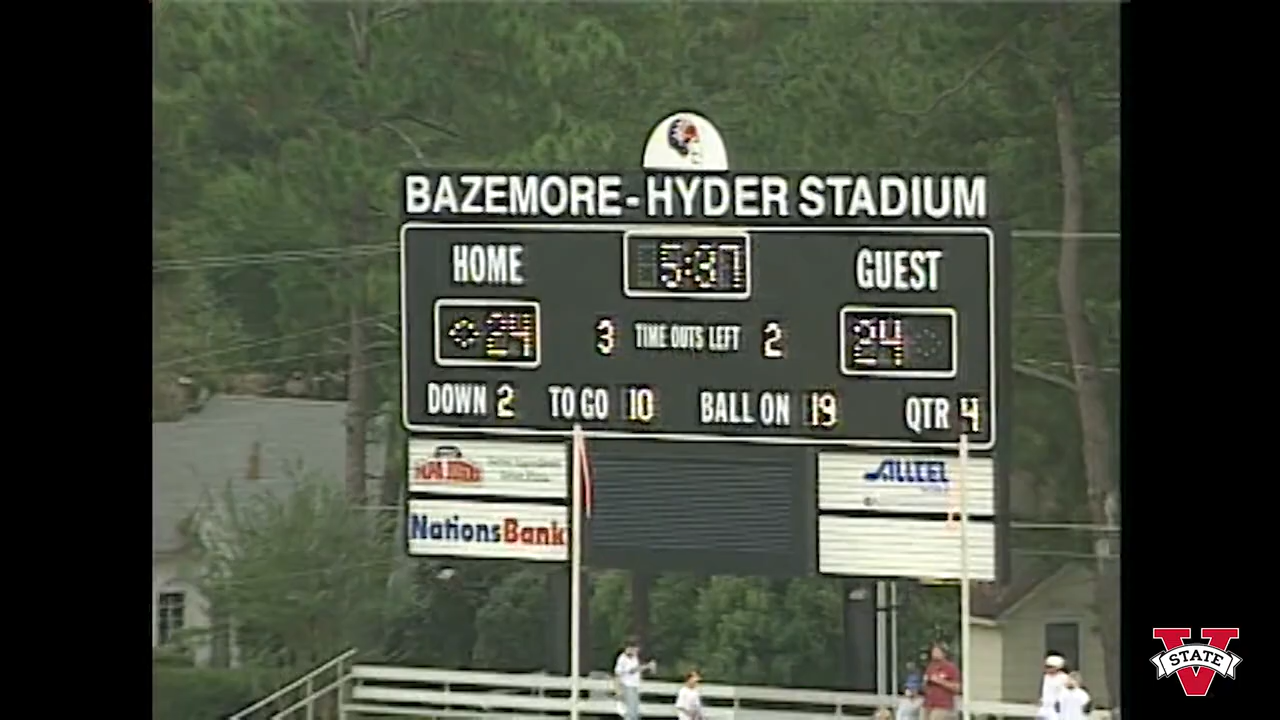 BAZEMORE-HYDER STADIUM
HOME 5:37 GUEST
24 3 TIME OUTS LEFT 2 24
DOWN 2 TO GO 10 BALL ON 19 QTR 4
ALLTEL
NationsBank
V STATE